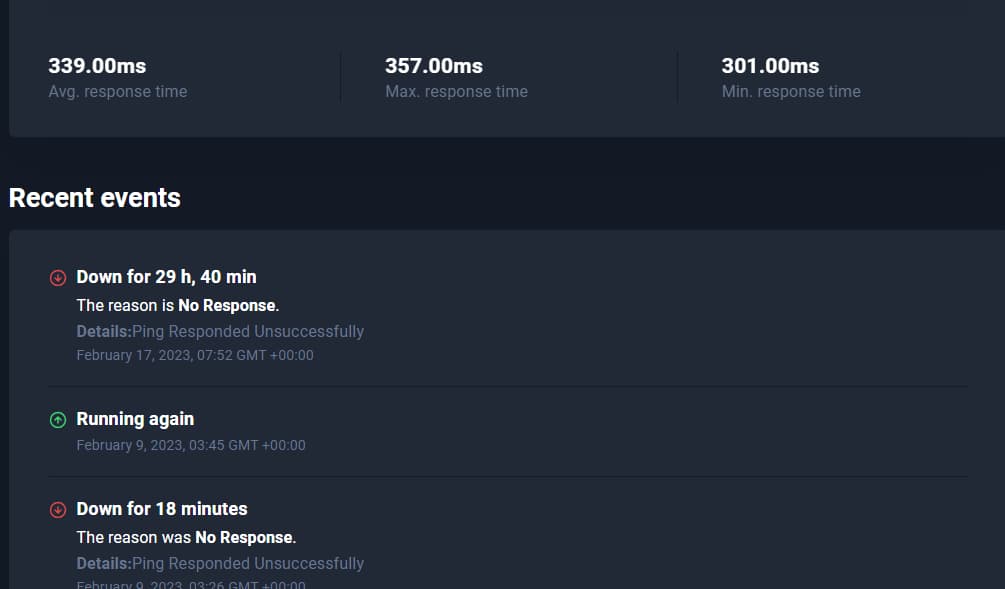 339.00ms
357.00ms
301.00ms
Avg. response time
Max. response time
Min. response time
Recent events
Down for 29 h, 40 min
The reason is No Response.
Details:Ping Responded Unsuccessfully
February 17, 2023, 07:52 GMT +00:00
Running again
February 9, 2023, 03:45 GMT +00:00
Down for 18 minutes
The reason was No Response.
Details:Ping Responded Unsuccessfully
February 9, 2023, 03:26 GMT +00:00